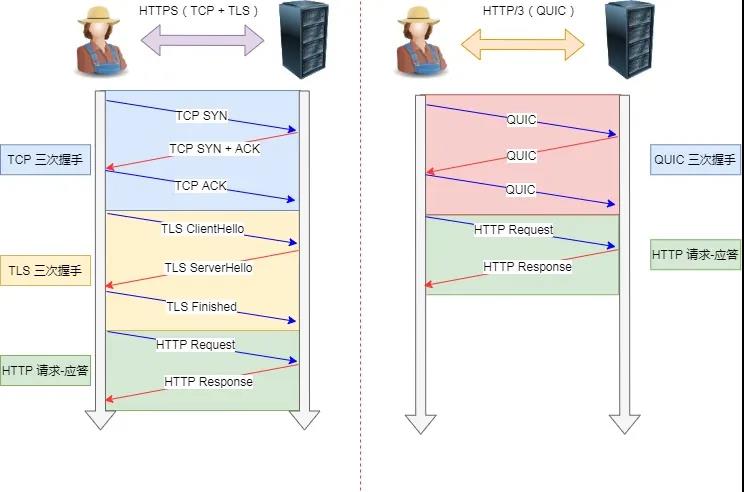 HTTPS（TCP + TLS）
TCP 三次握手
TCP SYN
TCP SYN + ACK
TCP ACK
TLS 三次握手
TLS ClientHello
TLS ServerHello
TLS Finished
HTTP 请求-应答
HTTP Request
HTTP Response
HTTP/3（QUIC）
QUIC
QUIC
QUIC
QUIC 三次握手
HTTP Request
HTTP Response
HTTP 请求-应答